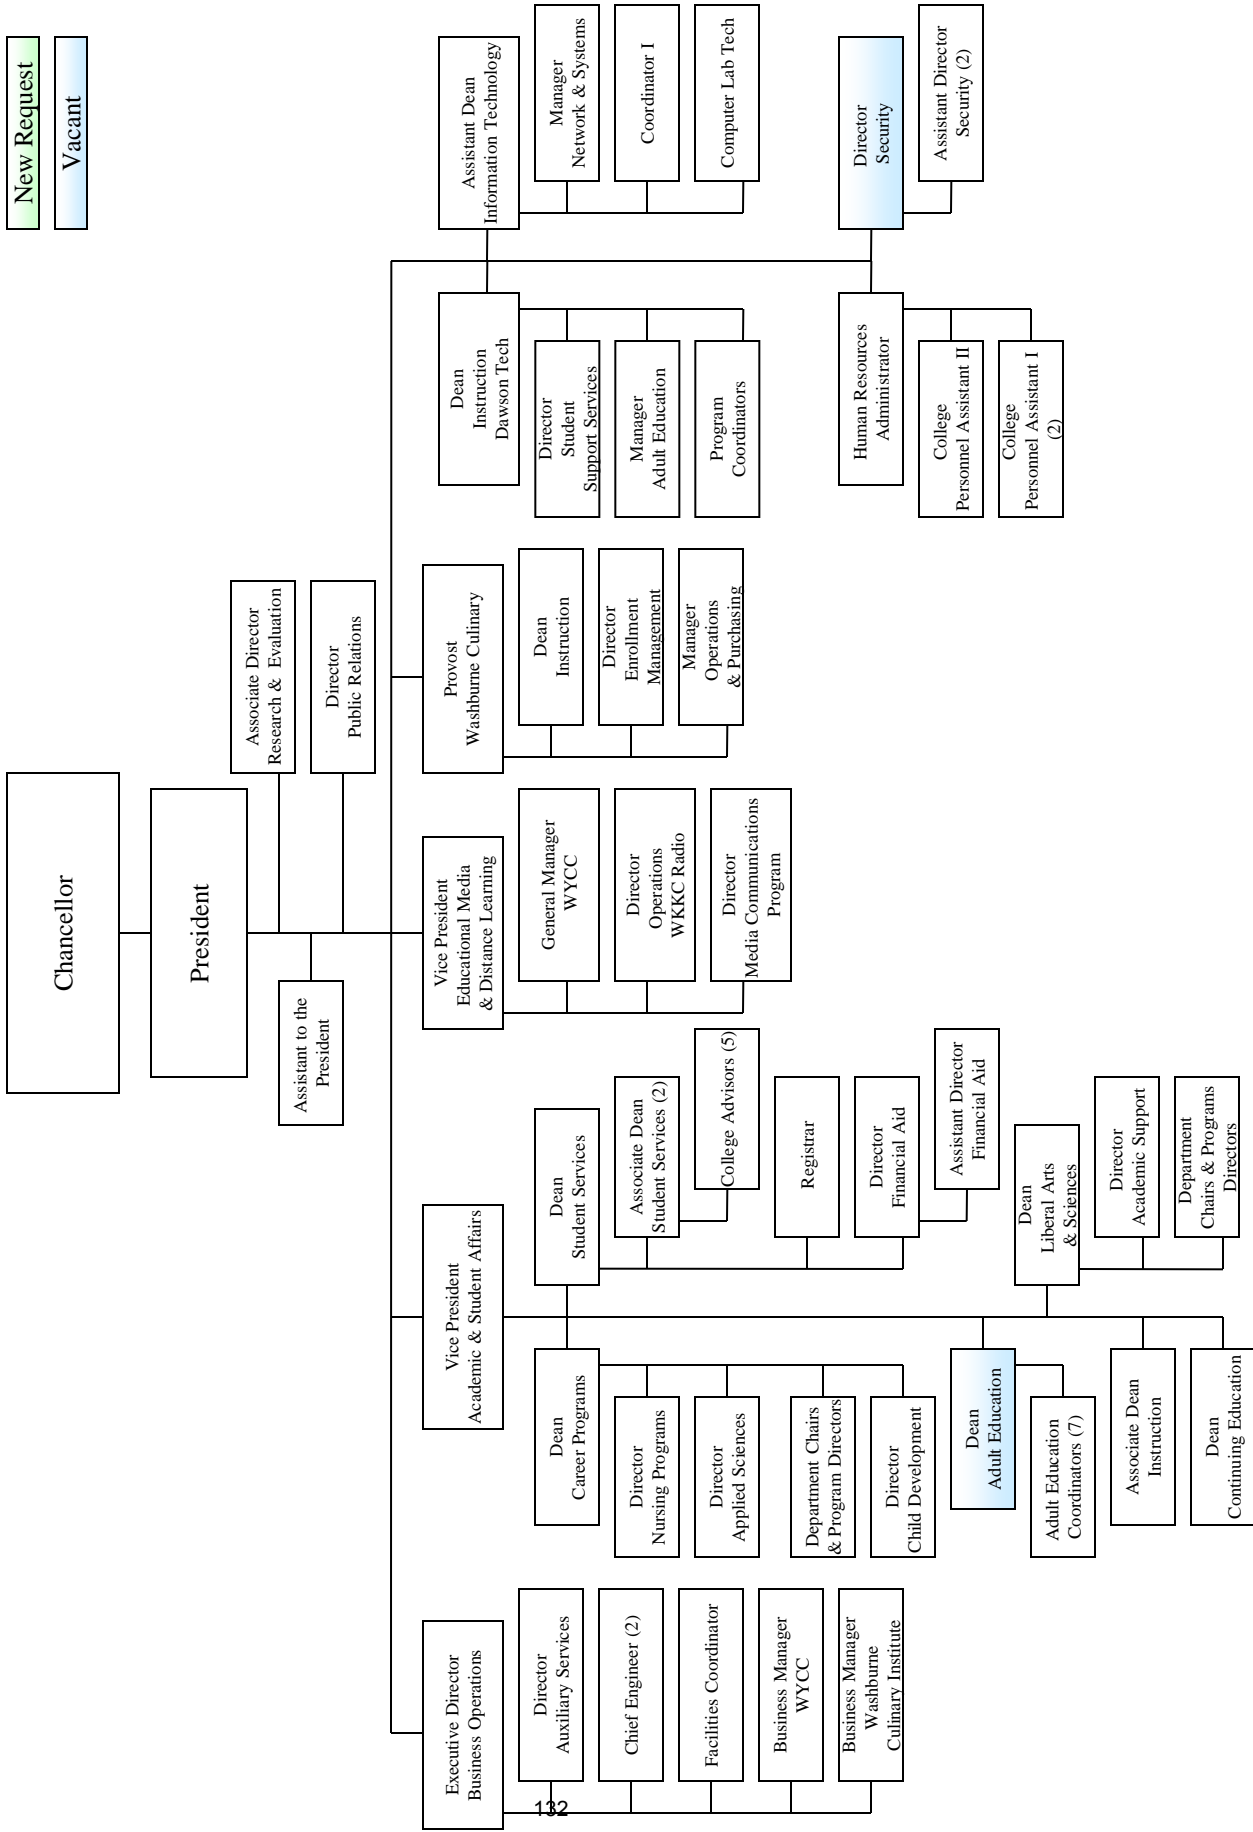 New Request
Vacant
Chancellor
President
Assistant to the
President
Associate Director
Research & Evaluation
Director
Public Relations
Executive Director
Business Operations
Director
Auxiliary Services
Chief Engineer (2)
Facilities Coordinator
Business Manager
WYCC
Business Manager
Washburne
Culinary Institute
Vice President
Academic & Student Affairs
Dean
Career Programs
Director
Nursing Programs
Director
Applied Sciences
Department Chairs
& Program Directors
Director
Child Development
Dean
Adult Education
Adult Education
Coordinators (7)
Associate Dean
Instruction
Dean
Continuing Education
Dean
Student Services
Associate Dean
Student Services (2)
College Advisors (5)
Registrar
Director
Financial Aid
Assistant Director
Financial Aid
Dean
Liberal Arts
& Sciences
Director
Academic Support
Department
Chairs & Programs
Directors
Vice President
Educational Media
& Distance Learning
General Manager
WYCC
Director
Operations
WKKC Radio
Director
Media Communications
Program
Provost
Washburne Culinary
Dean
Instruction
Director
Enrollment
Management
Manager
Operations
& Purchasing
Dean
Instruction
Dawson Tech
Director
Student
Support Services
Manager
Adult Education
Program
Coordinators
Assistant Dean
Information Technology
Manager
Network & Systems
Coordinator I
Computer Lab Tech
Human Resources
Administrator
College
Personnel Assistant II
College
Personnel Assistant I
(2)
Director
Security
Assistant Director
Security (2)
132